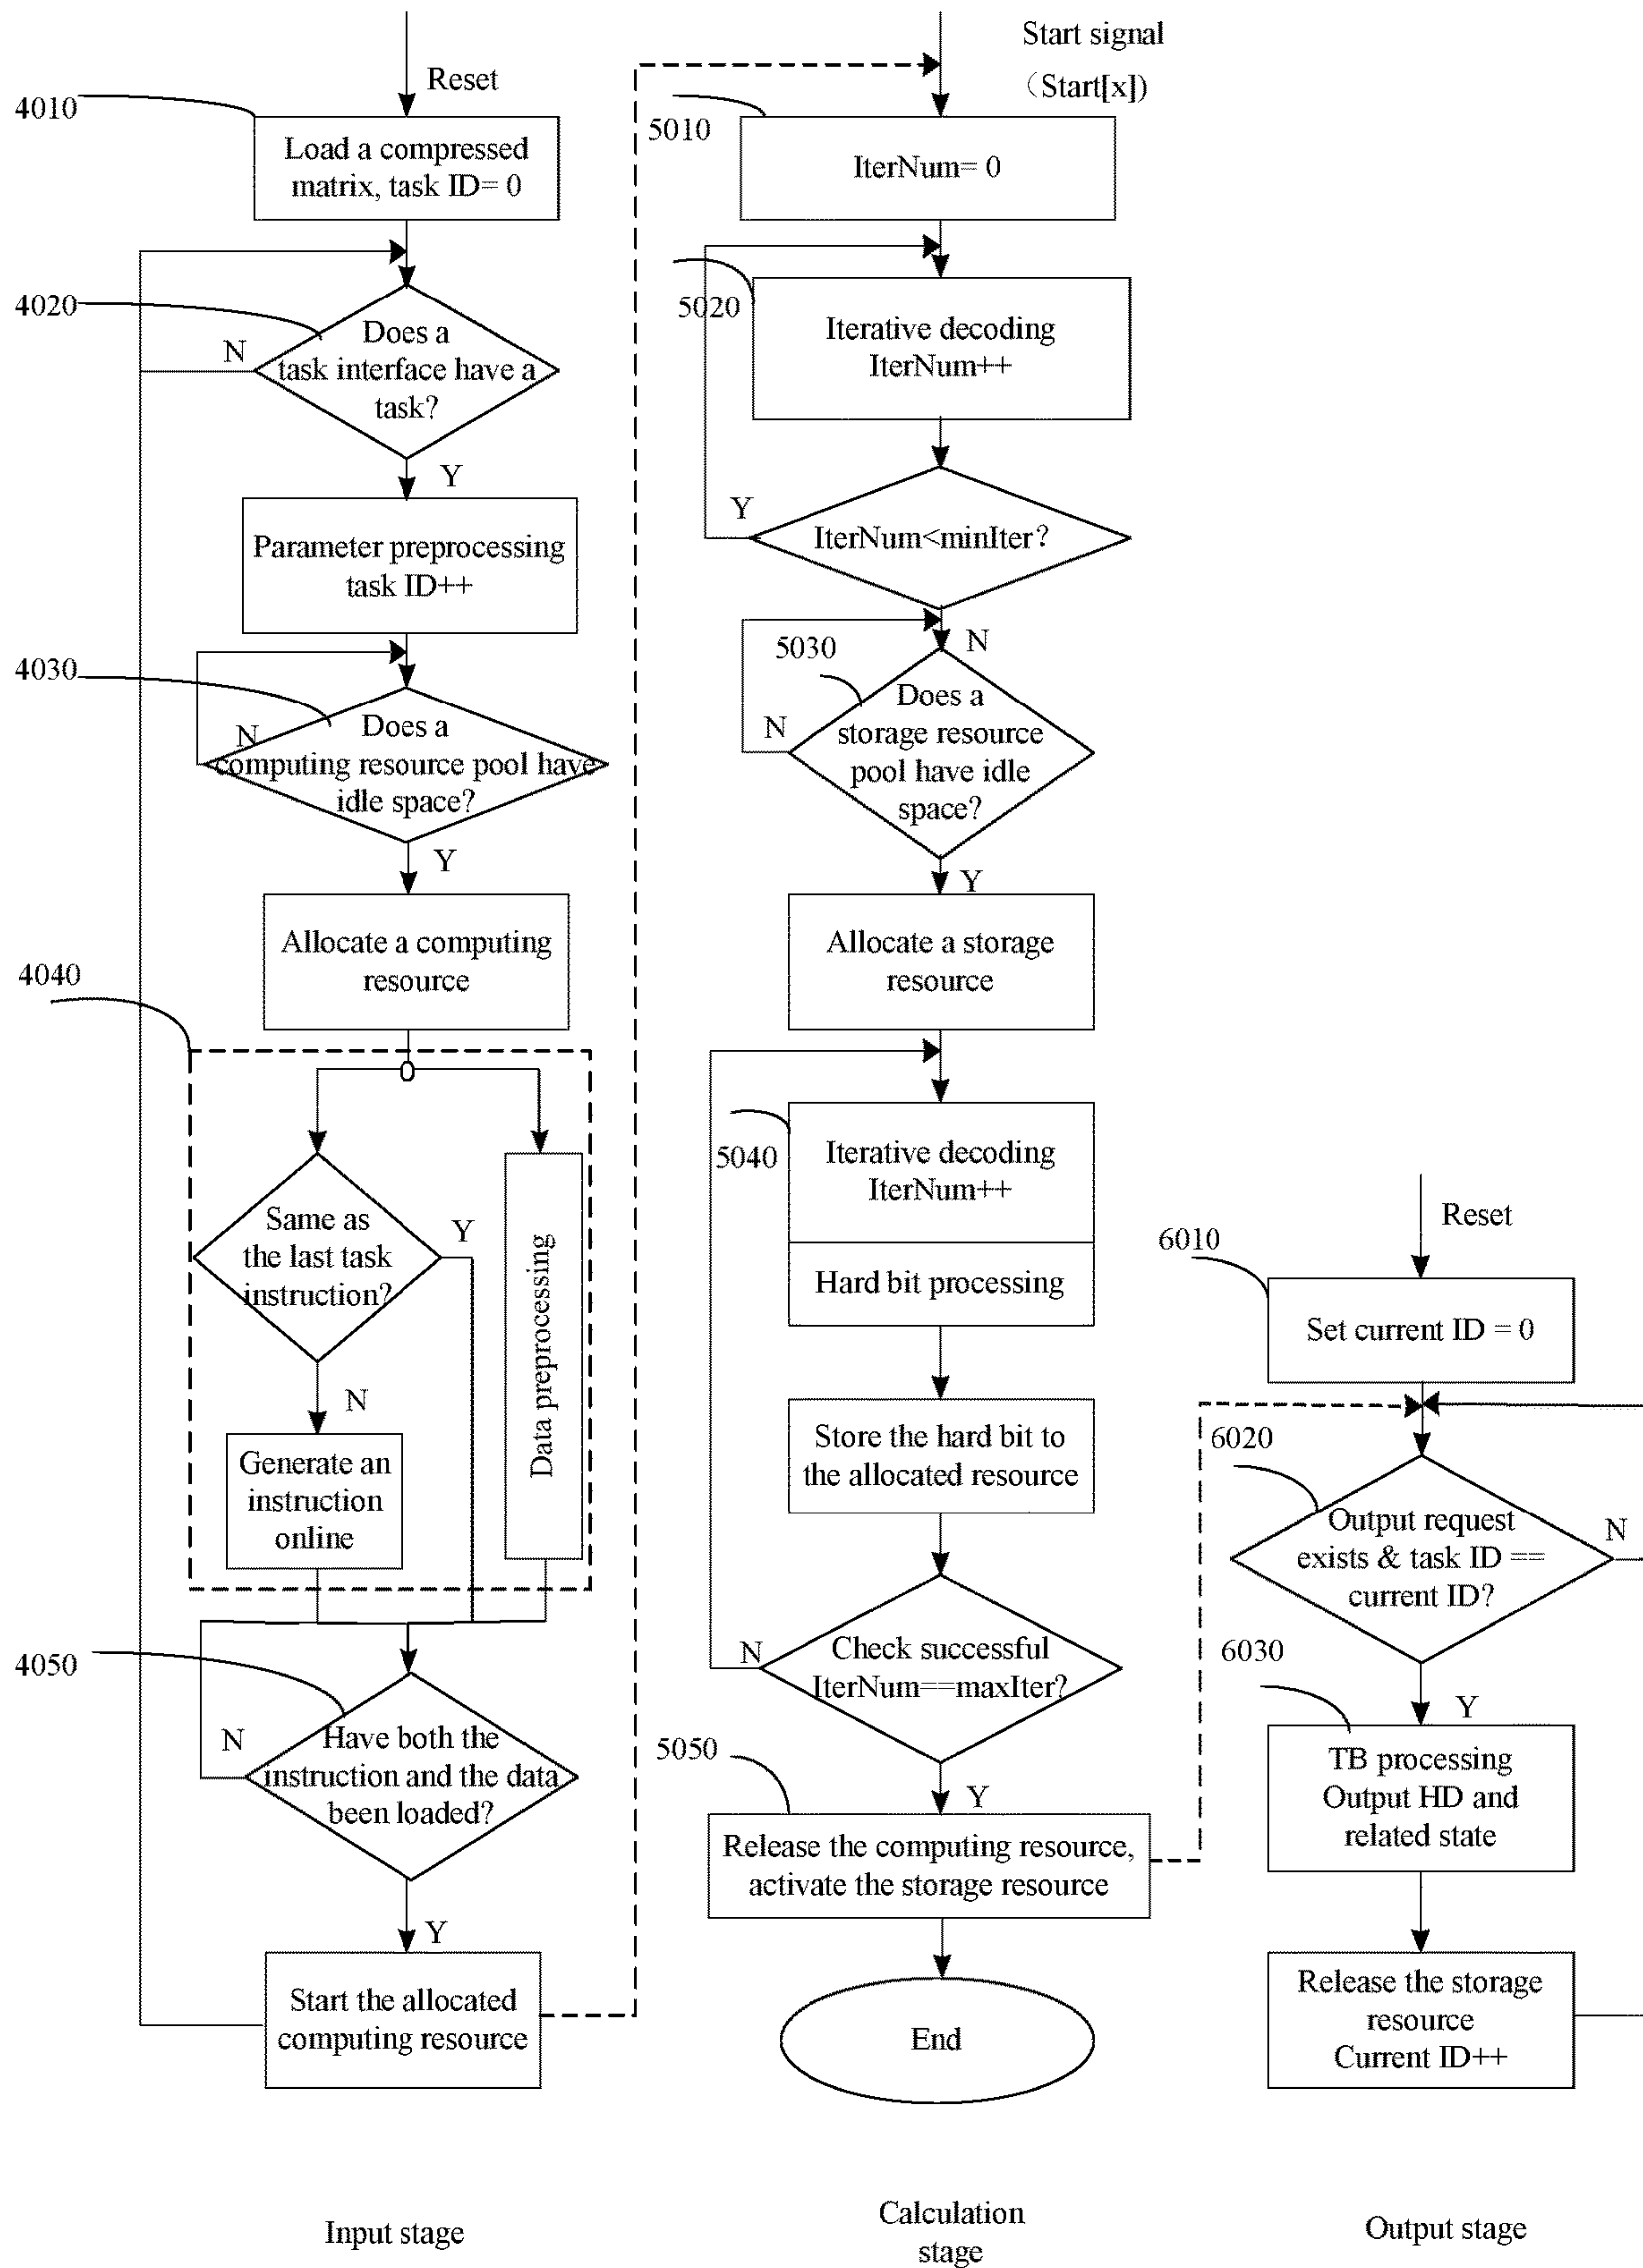 Reset
4010
Load a compressed
matrix, task ID= 0
4020
Does a
task interface have a
task?
N
Y
Parameter preprocessing
task ID++
4030
Does a
computing resource pool have
idle space?
N
Y
Allocate a computing
resource
4040
Same as
the last task
instruction?
Y
N
Generate an
instruction
online
Data preprocessing
4050
Have both the
instruction and the data
been loaded?
N
Y
Start the allocated
computing resource
Input stage
Start signal
(Start[x])
5010
IterNum= 0
5020
Iterative decoding
IterNum++
IterNum<minIter?
Y
N
5030
Does a
storage resource
pool have idle
space?
N
Y
Allocate a storage
resource
5040
Iterative decoding
IterNum++
Hard bit processing
Store the hard bit to
the allocated resource
Check successful
IterNum==maxIter?
N
Y
5050
Release the computing resource,
activate the storage resource
End
Calculation
stage
Reset
6010
Set current ID = 0
6020
Output request
exists & task ID ==
current ID?
N
Y
6030
TB processing
Output HD and
related state
Release the storage
resource
Current ID++
Output stage